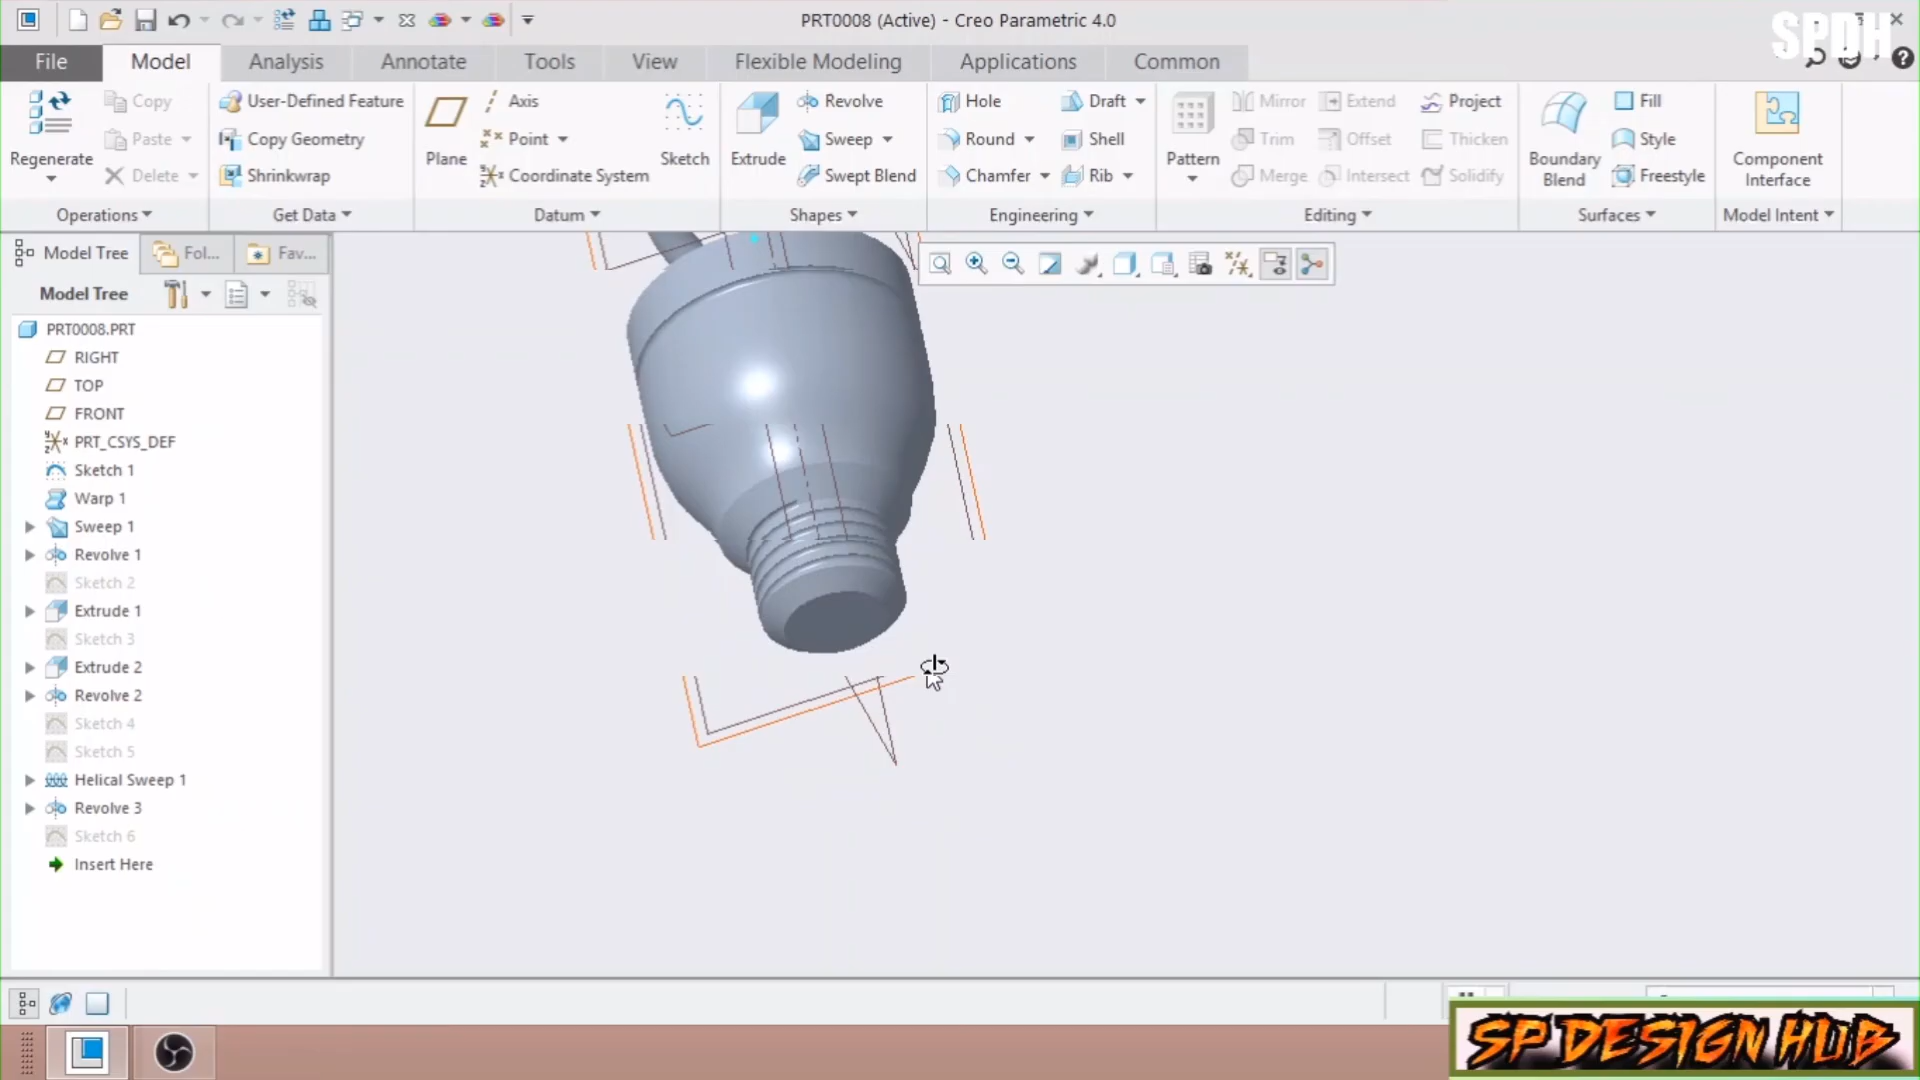 PRT0008 (Active) - Creo Parametric 4.0
SPDH
File Model Analysis Annotate Tools View Flexible Modeling Applications Common
Regenerate Copy Paste Delete
User-Defined Feature Copy Geometry Shrinkwrap
Plane Axis Point Coordinate System Sketch
Extrude Revolve Sweep Swept Blend
Hole Round Chamfer Draft Shell Rib
Pattern Mirror Trim Merge Extend Offset Intersect Project Thicken Solidify
Boundary Blend Fill Style Freestyle
Component Interface
Operations Get Data Datum Shapes Engineering Editing Surfaces Model Intent
Model Tree Fol... Fav...
Model Tree
PRT0008.PRT
RIGHT
TOP
FRONT
PRT_CSYS_DEF
Sketch 1
Warp 1
Sweep 1
Revolve 1
Sketch 2
Extrude 1
Sketch 3
Extrude 2
Revolve 2
Sketch 4
Sketch 5
Helical Sweep 1
Revolve 3
Sketch 6
Insert Here
SP DESIGN HUB